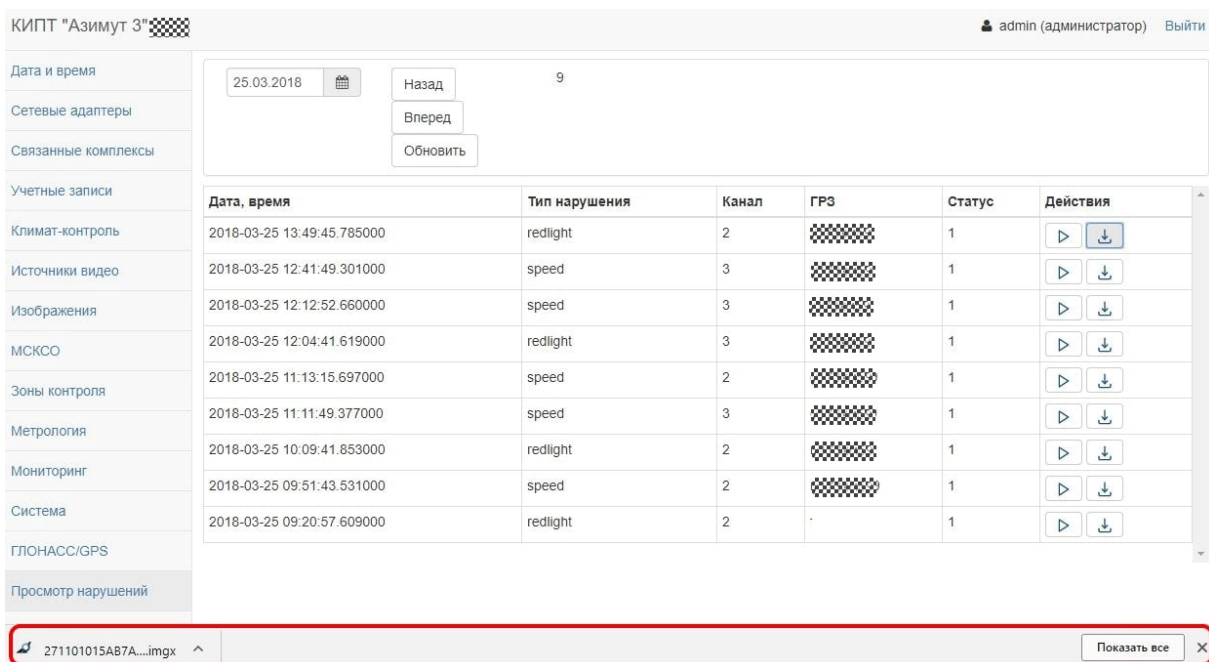 КИПТ "Азимут 3"
admin (администратор) Выйти
Дата и время
Сетевые адаптеры
Связанные комплексы
Учетные записи
Климат-контроль
Источники видео
Изображения
МСКСО
Зоны контроля
Метрология
Мониторинг
Система
ГЛОНАСС/GPS
Просмотр нарушений
25.03.2018
Назад
9
Вперед
Обновить
Дата, время Тип нарушения Канал ГРЗ Статус Действия
2018-03-25 13:49:45.785000 redlight 2 1
2018-03-25 12:41:49.301000 speed 3 1
2018-03-25 12:12:52.660000 speed 3 1
2018-03-25 12:04:41.619000 redlight 3 1
2018-03-25 11:13:15.697000 speed 2 1
2018-03-25 11:11:49.377000 speed 3 1
2018-03-25 10:09:41.853000 redlight 2 1
2018-03-25 09:51:43.531000 speed 2 1
2018-03-25 09:20:57.609000 redlight 2 1
271101015AB7A....imgx Показать все